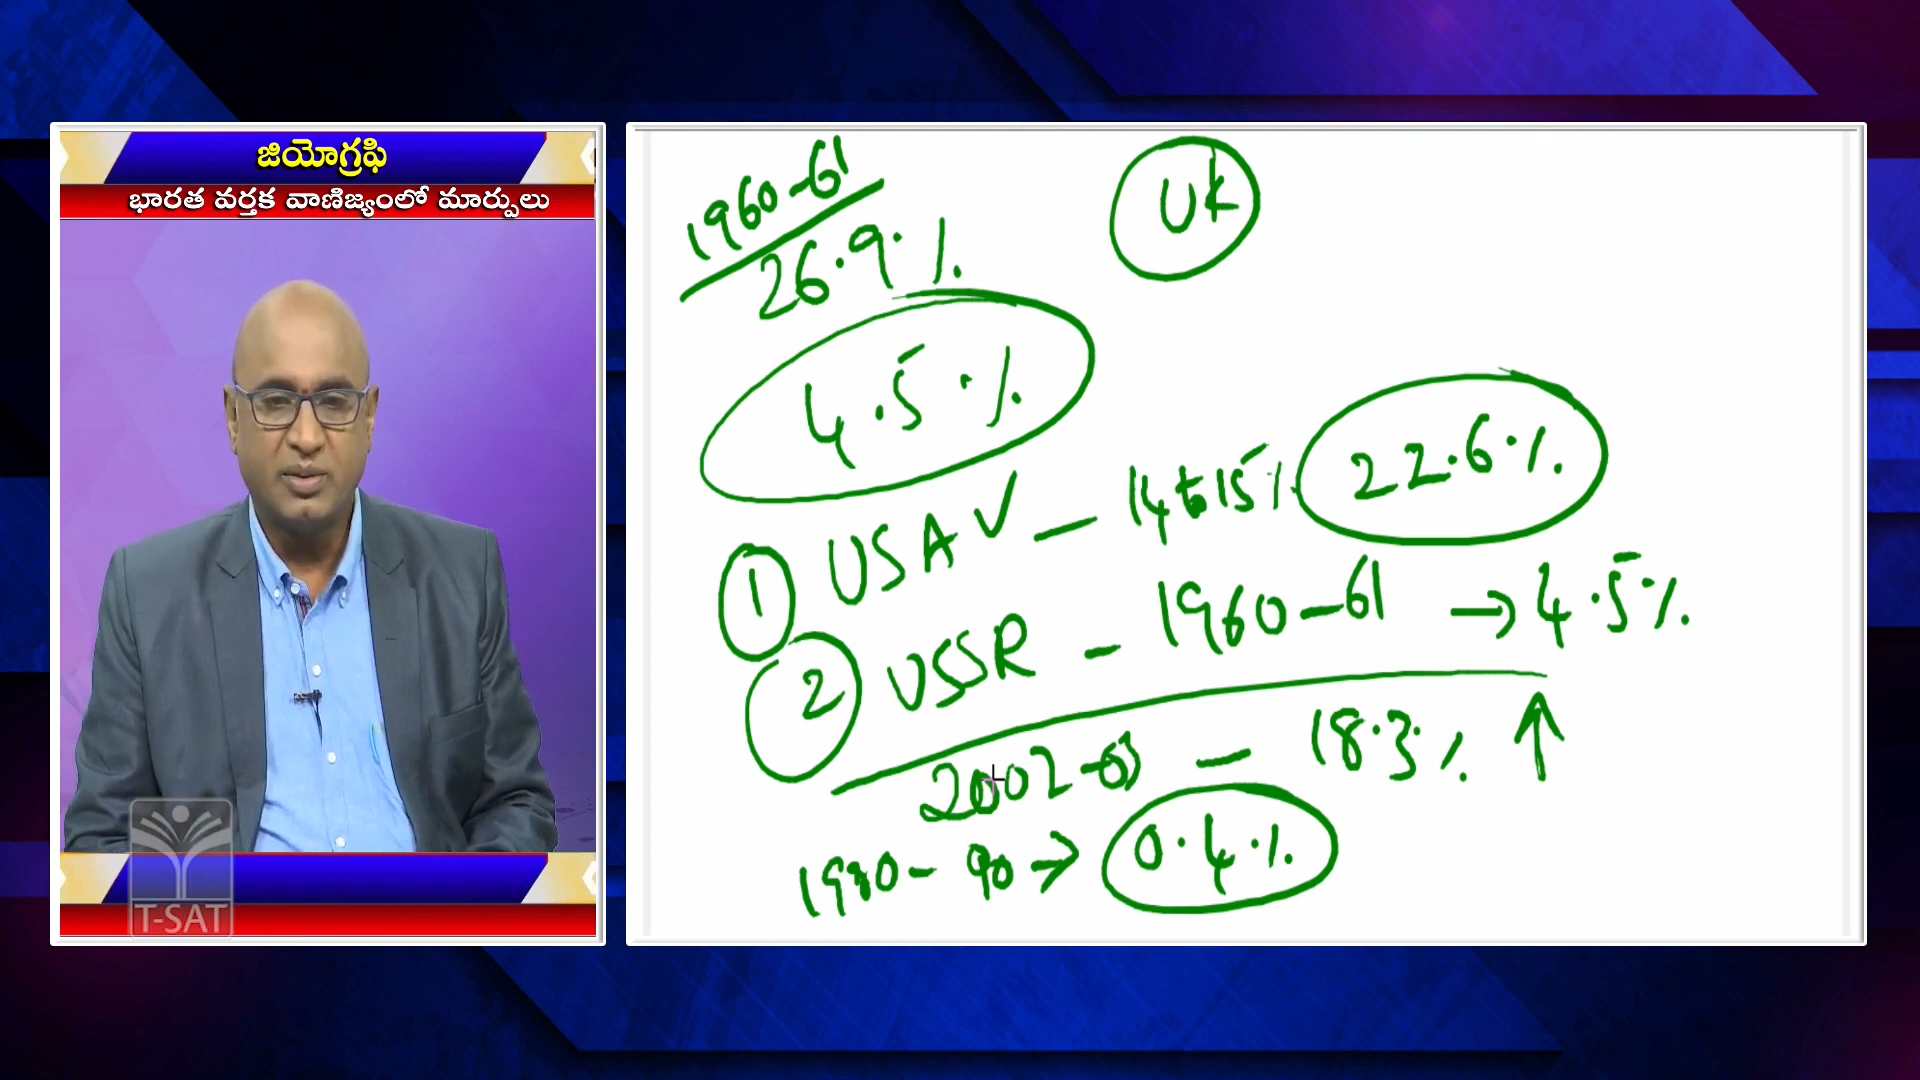 జియోగ్రఫి
భారత వర్తక వాణిజ్యంలో మార్పులు
T-SAT
1960-61
26.9%
UK
4.5%
22.6%
① USA ✓ - 14 to 15%
② USSR - 1960-61 → 4.5%
2002-03 - 18.3% ↑
1980-90 → 0.4%